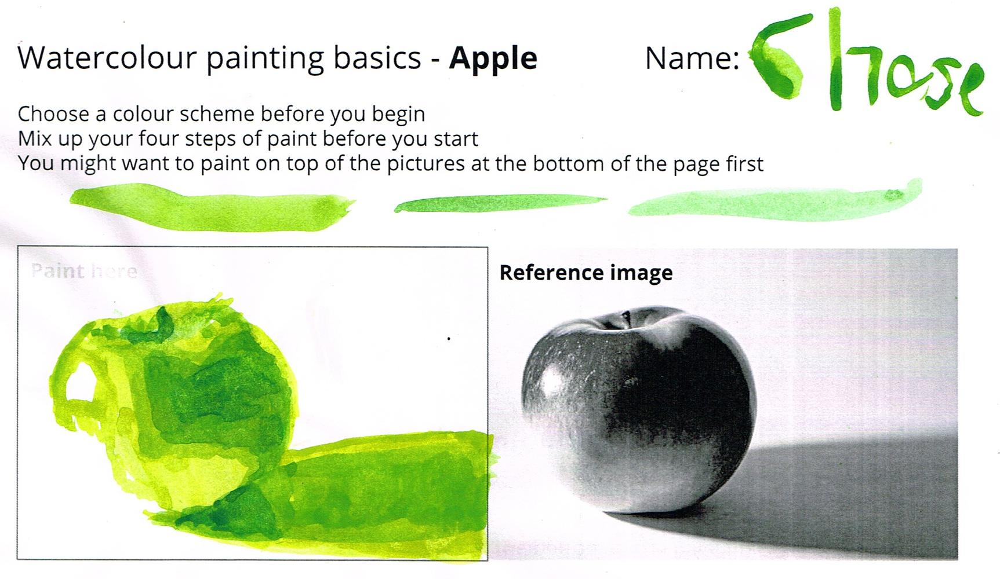 Watercolour painting basics - Apple
Name: Chase
Choose a colour scheme before you begin
Mix up your four steps of paint before you start
You might want to paint on top of the pictures at the bottom of the page first
Paint here
Reference image